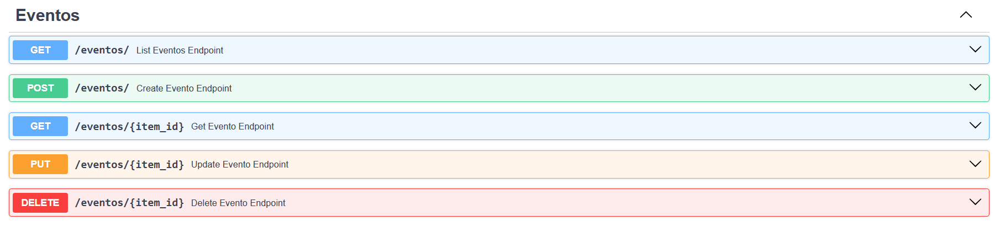 Eventos
GET /eventos/ List Eventos Endpoint
POST /eventos/ Create Evento Endpoint
GET /eventos/{item_id} Get Evento Endpoint
PUT /eventos/{item_id} Update Evento Endpoint
DELETE /eventos/{item_id} Delete Evento Endpoint